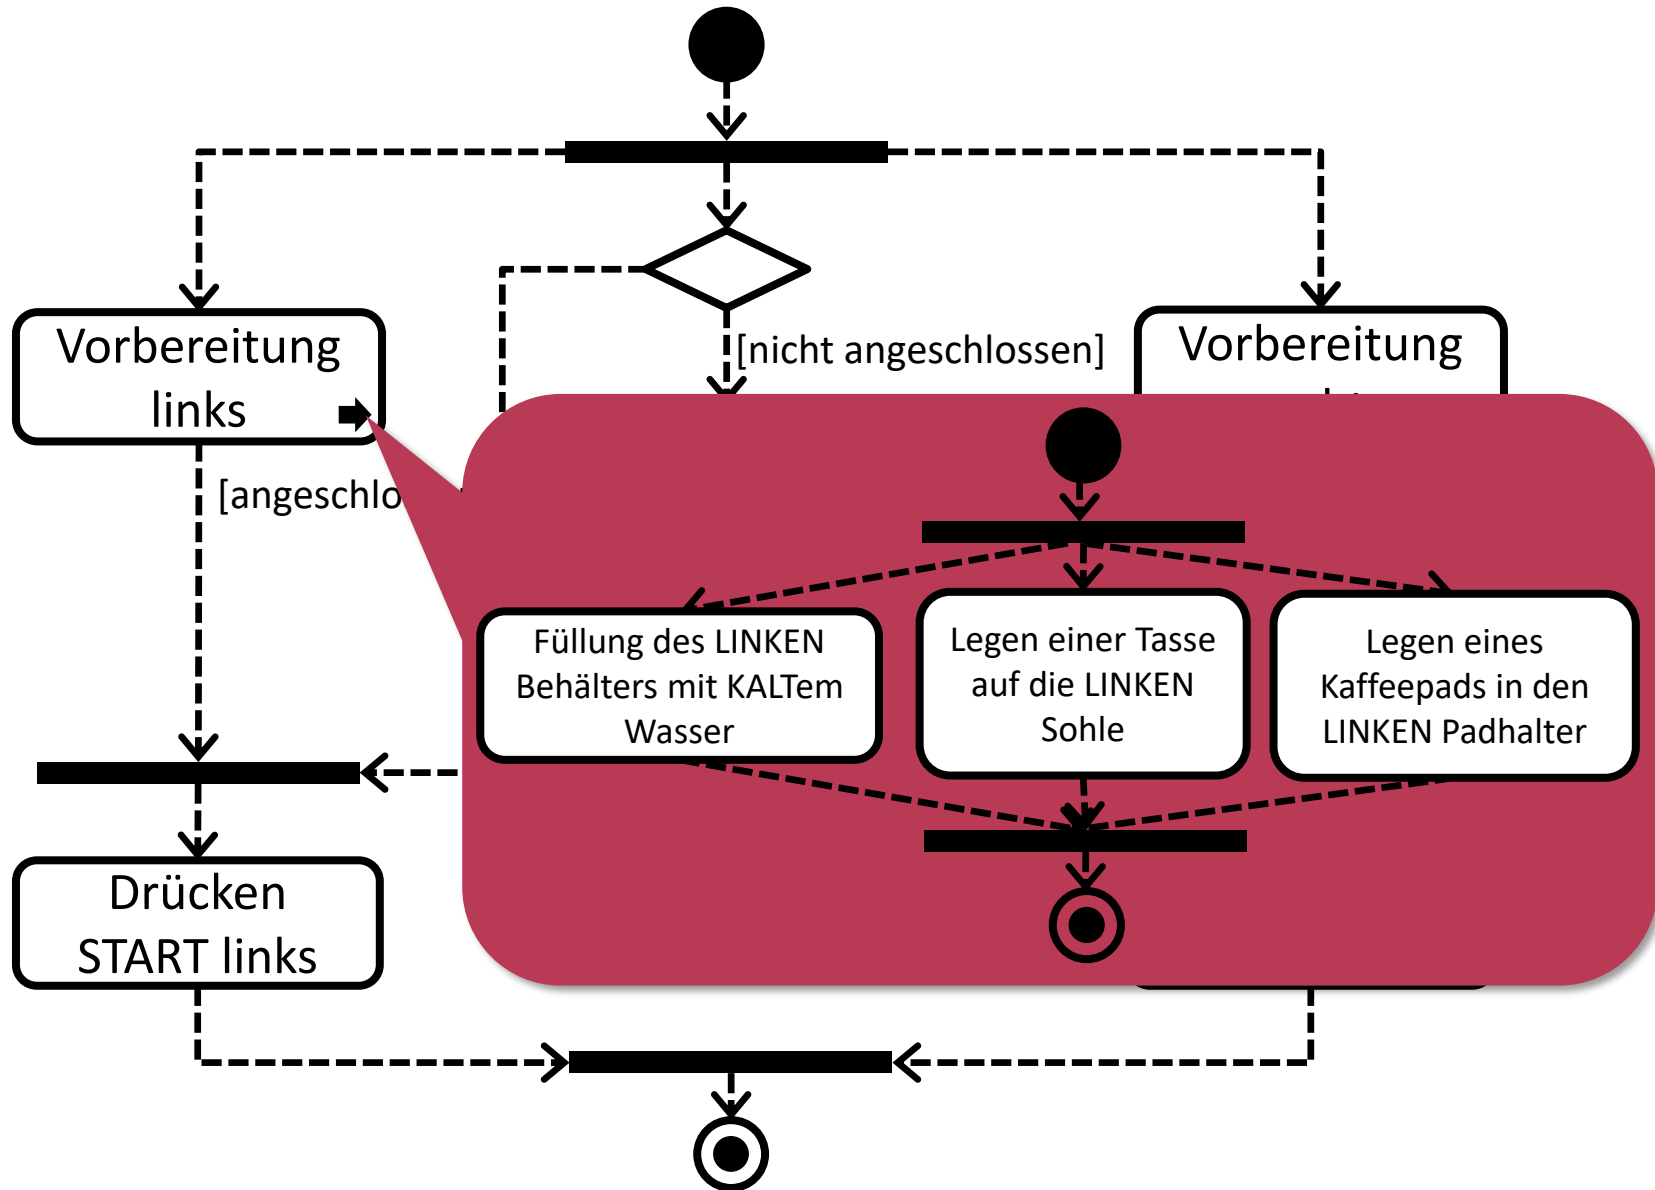 Vorbereitung
links
[nicht angeschlossen]
Vorbereitung
Füllung des LINKEN
Behälters mit KALTem
Wasser
Legen einer Tasse
auf die LINKEN
Sohle
Legen eines
Kaffeepads in den
LINKEN Padhalter
Drücken
START links